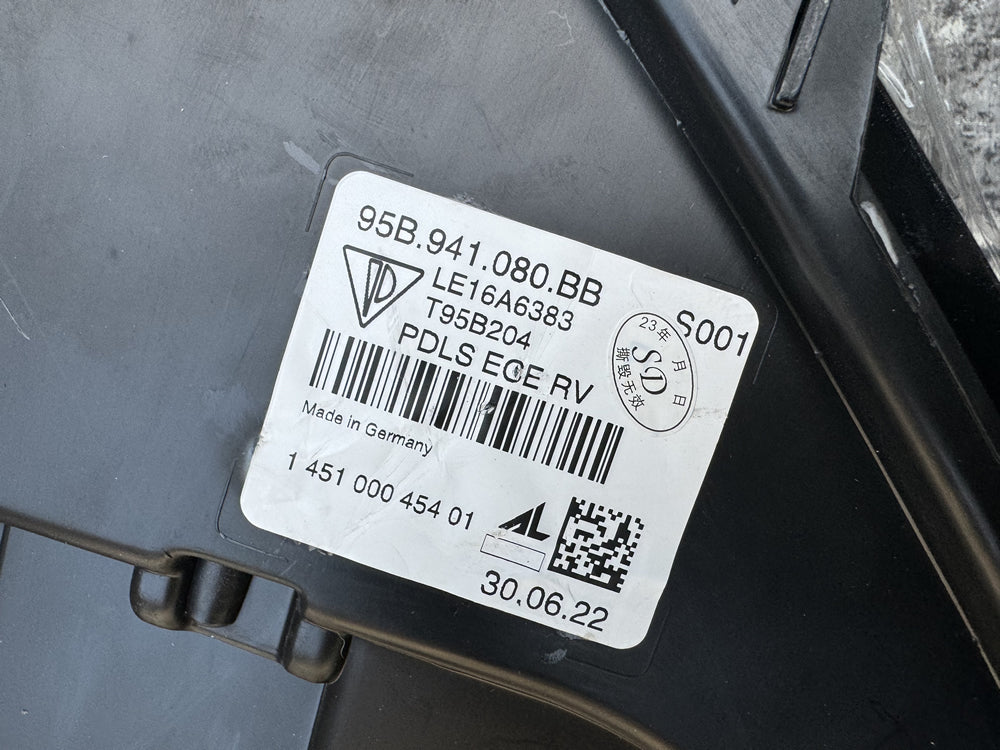 95B.941.080.BB
S001
LE16A6383
T95B204
PDLS ECE RV
23年 月 日
SD
撕毁无效
Made in Germany
1 451 000 454 01
AL
30.06.22